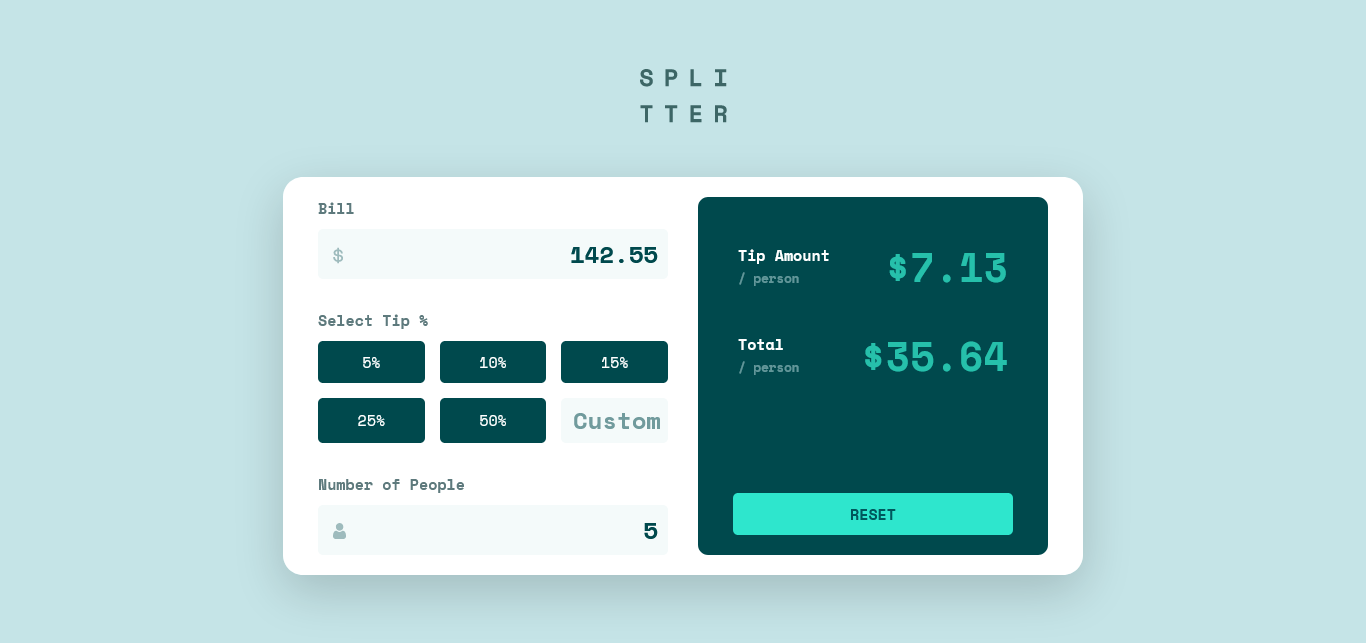 SPLI
TTER
Bill
$ 142.55
Select Tip %
5% 10% 15%
25% 50% Custom
Number of People
5
Tip Amount
/ person
$7.13
Total
/ person
$35.64
RESET